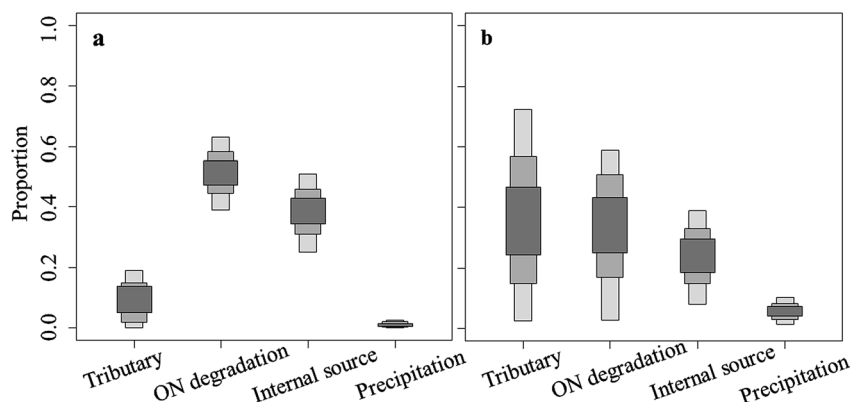 a
b
Proportion
1.0
0.8
0.6
0.4
0.2
0.0
Tributary
ON degradation
Internal source
Precipitation
Tributary
ON degradation
Internal source
Precipitation